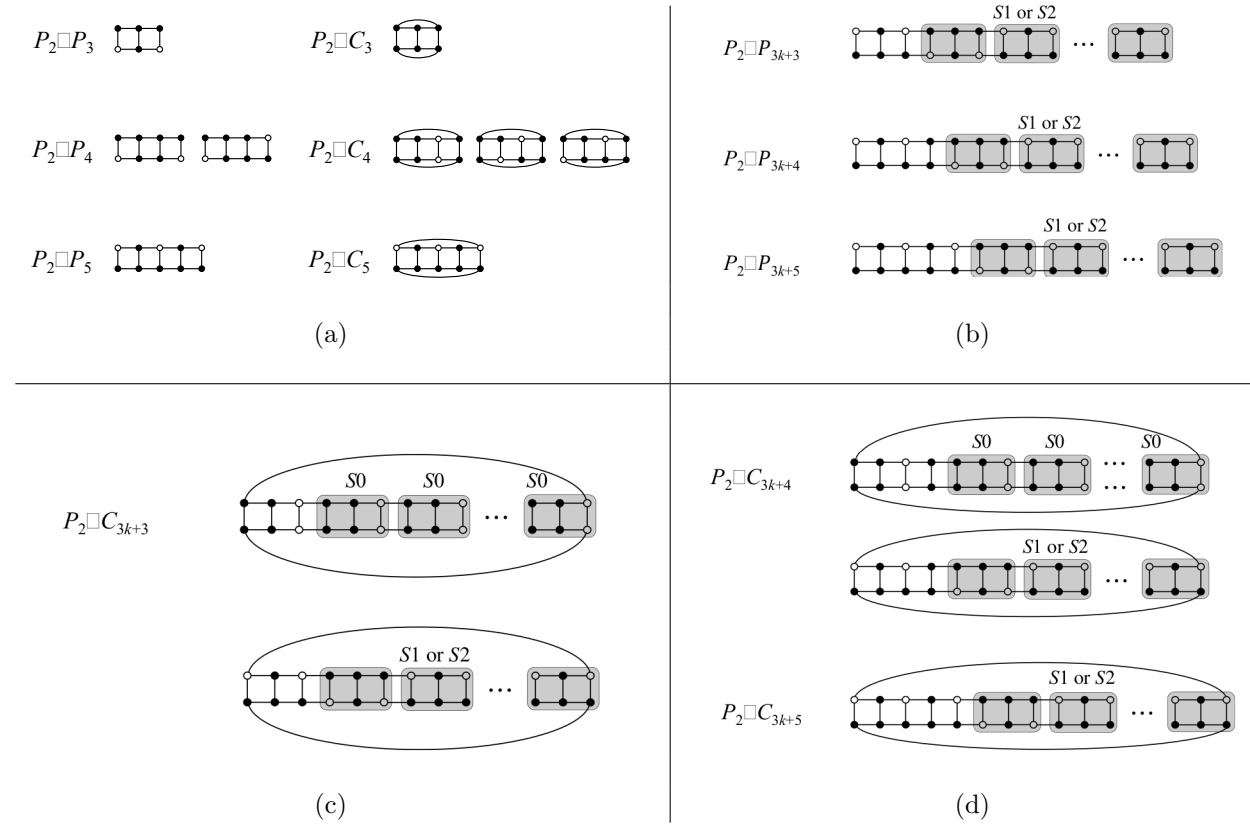 P₂□P₃
P₂□C₃
P₂□P₄
P₂□C₄
P₂□P₅
P₂□C₅
(a)
S1 or S2
P₂□P₃ₖ₊₃
...
S1 or S2
P₂□P₃ₖ₊₄
...
S1 or S2
P₂□P₃ₖ₊₅
...
(b)
S0 S0 S0
P₂□C₃ₖ₊₃
...
S1 or S2
...
(c)
S0 S0 S0
P₂□C₃ₖ₊₄
...
...
S1 or S2
...
S1 or S2
P₂□C₃ₖ₊₅
...
(d)